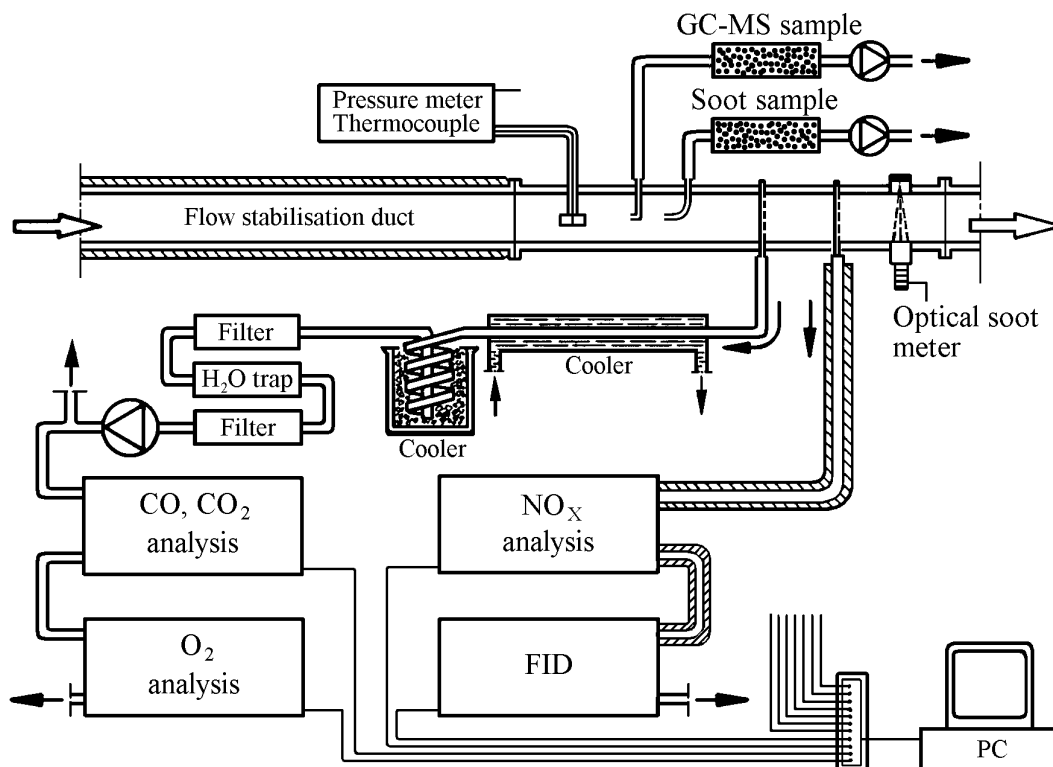 GC-MS sample
Pressure meter
Thermocouple
Soot sample
Flow stabilisation duct
Optical soot
meter
Filter
Cooler
H₂O trap
Filter
Cooler
CO, CO₂
analysis
NOₓ
analysis
O₂
analysis
FID
PC